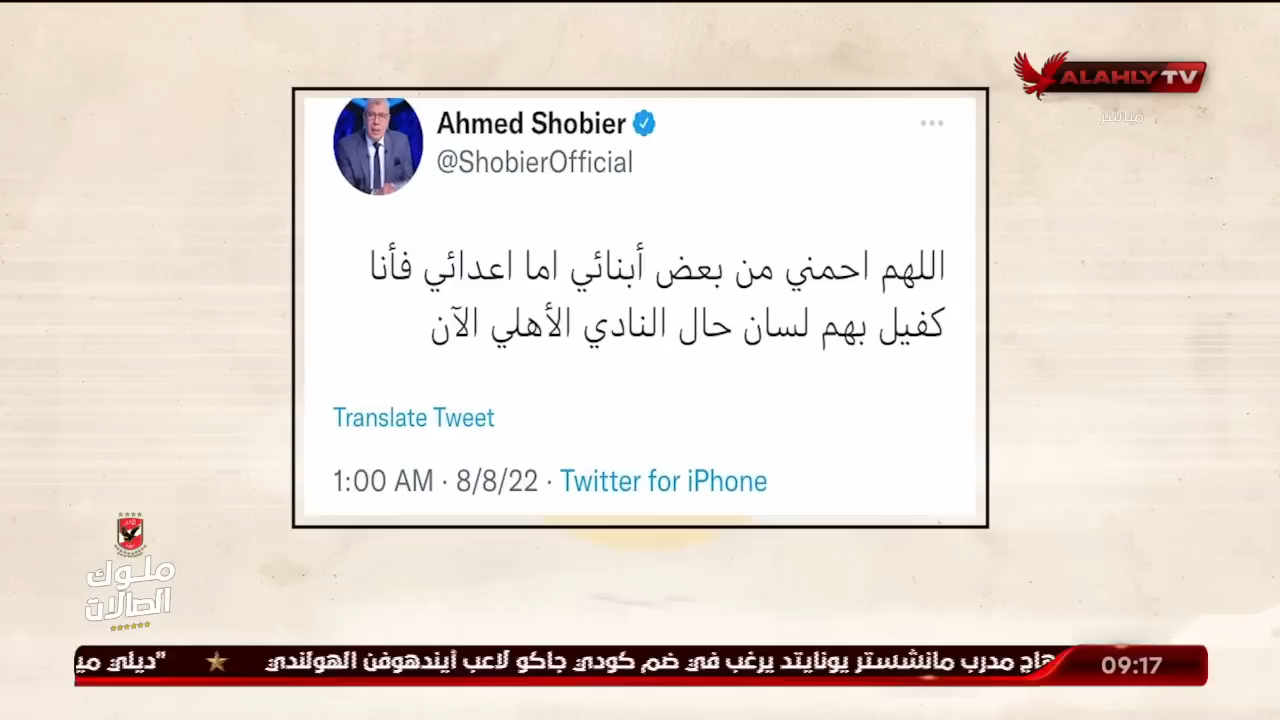 ALAHLY TV
مباشر
Ahmed Shobier
@ShobierOfficial
اللهم احمني من بعض أبنائي اما اعدائي فأنا
كفيل بهم لسان حال النادي الأهلي الآن
Translate Tweet
1:00 AM · 8/8/22 · Twitter for iPhone
ملوك
الصالات
مدرب مانشستر يونايتد يرغب في ضم كودي جاكو لاعب أيندهوفن الهولندي ★ "ديلي
09:17